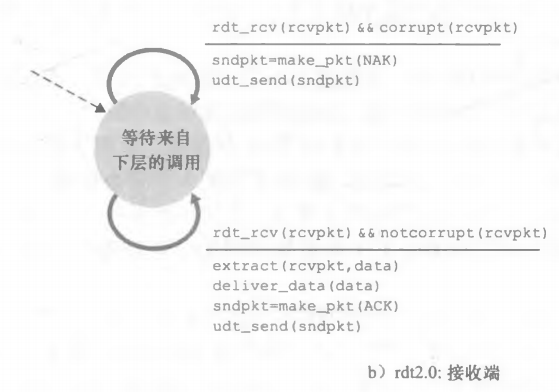 rdt_rcv(rcvpkt) && corrupt(rcvpkt)
sndpkt=make_pkt(NAK)
udt_send(sndpkt)
等待来自
下层的调用
rdt_rcv(rcvpkt) && notcorrupt(rcvpkt)
extract(rcvpkt,data)
deliver_data(data)
sndpkt=make_pkt(ACK)
udt_send(sndpkt)
b）rdt2.0: 接收端